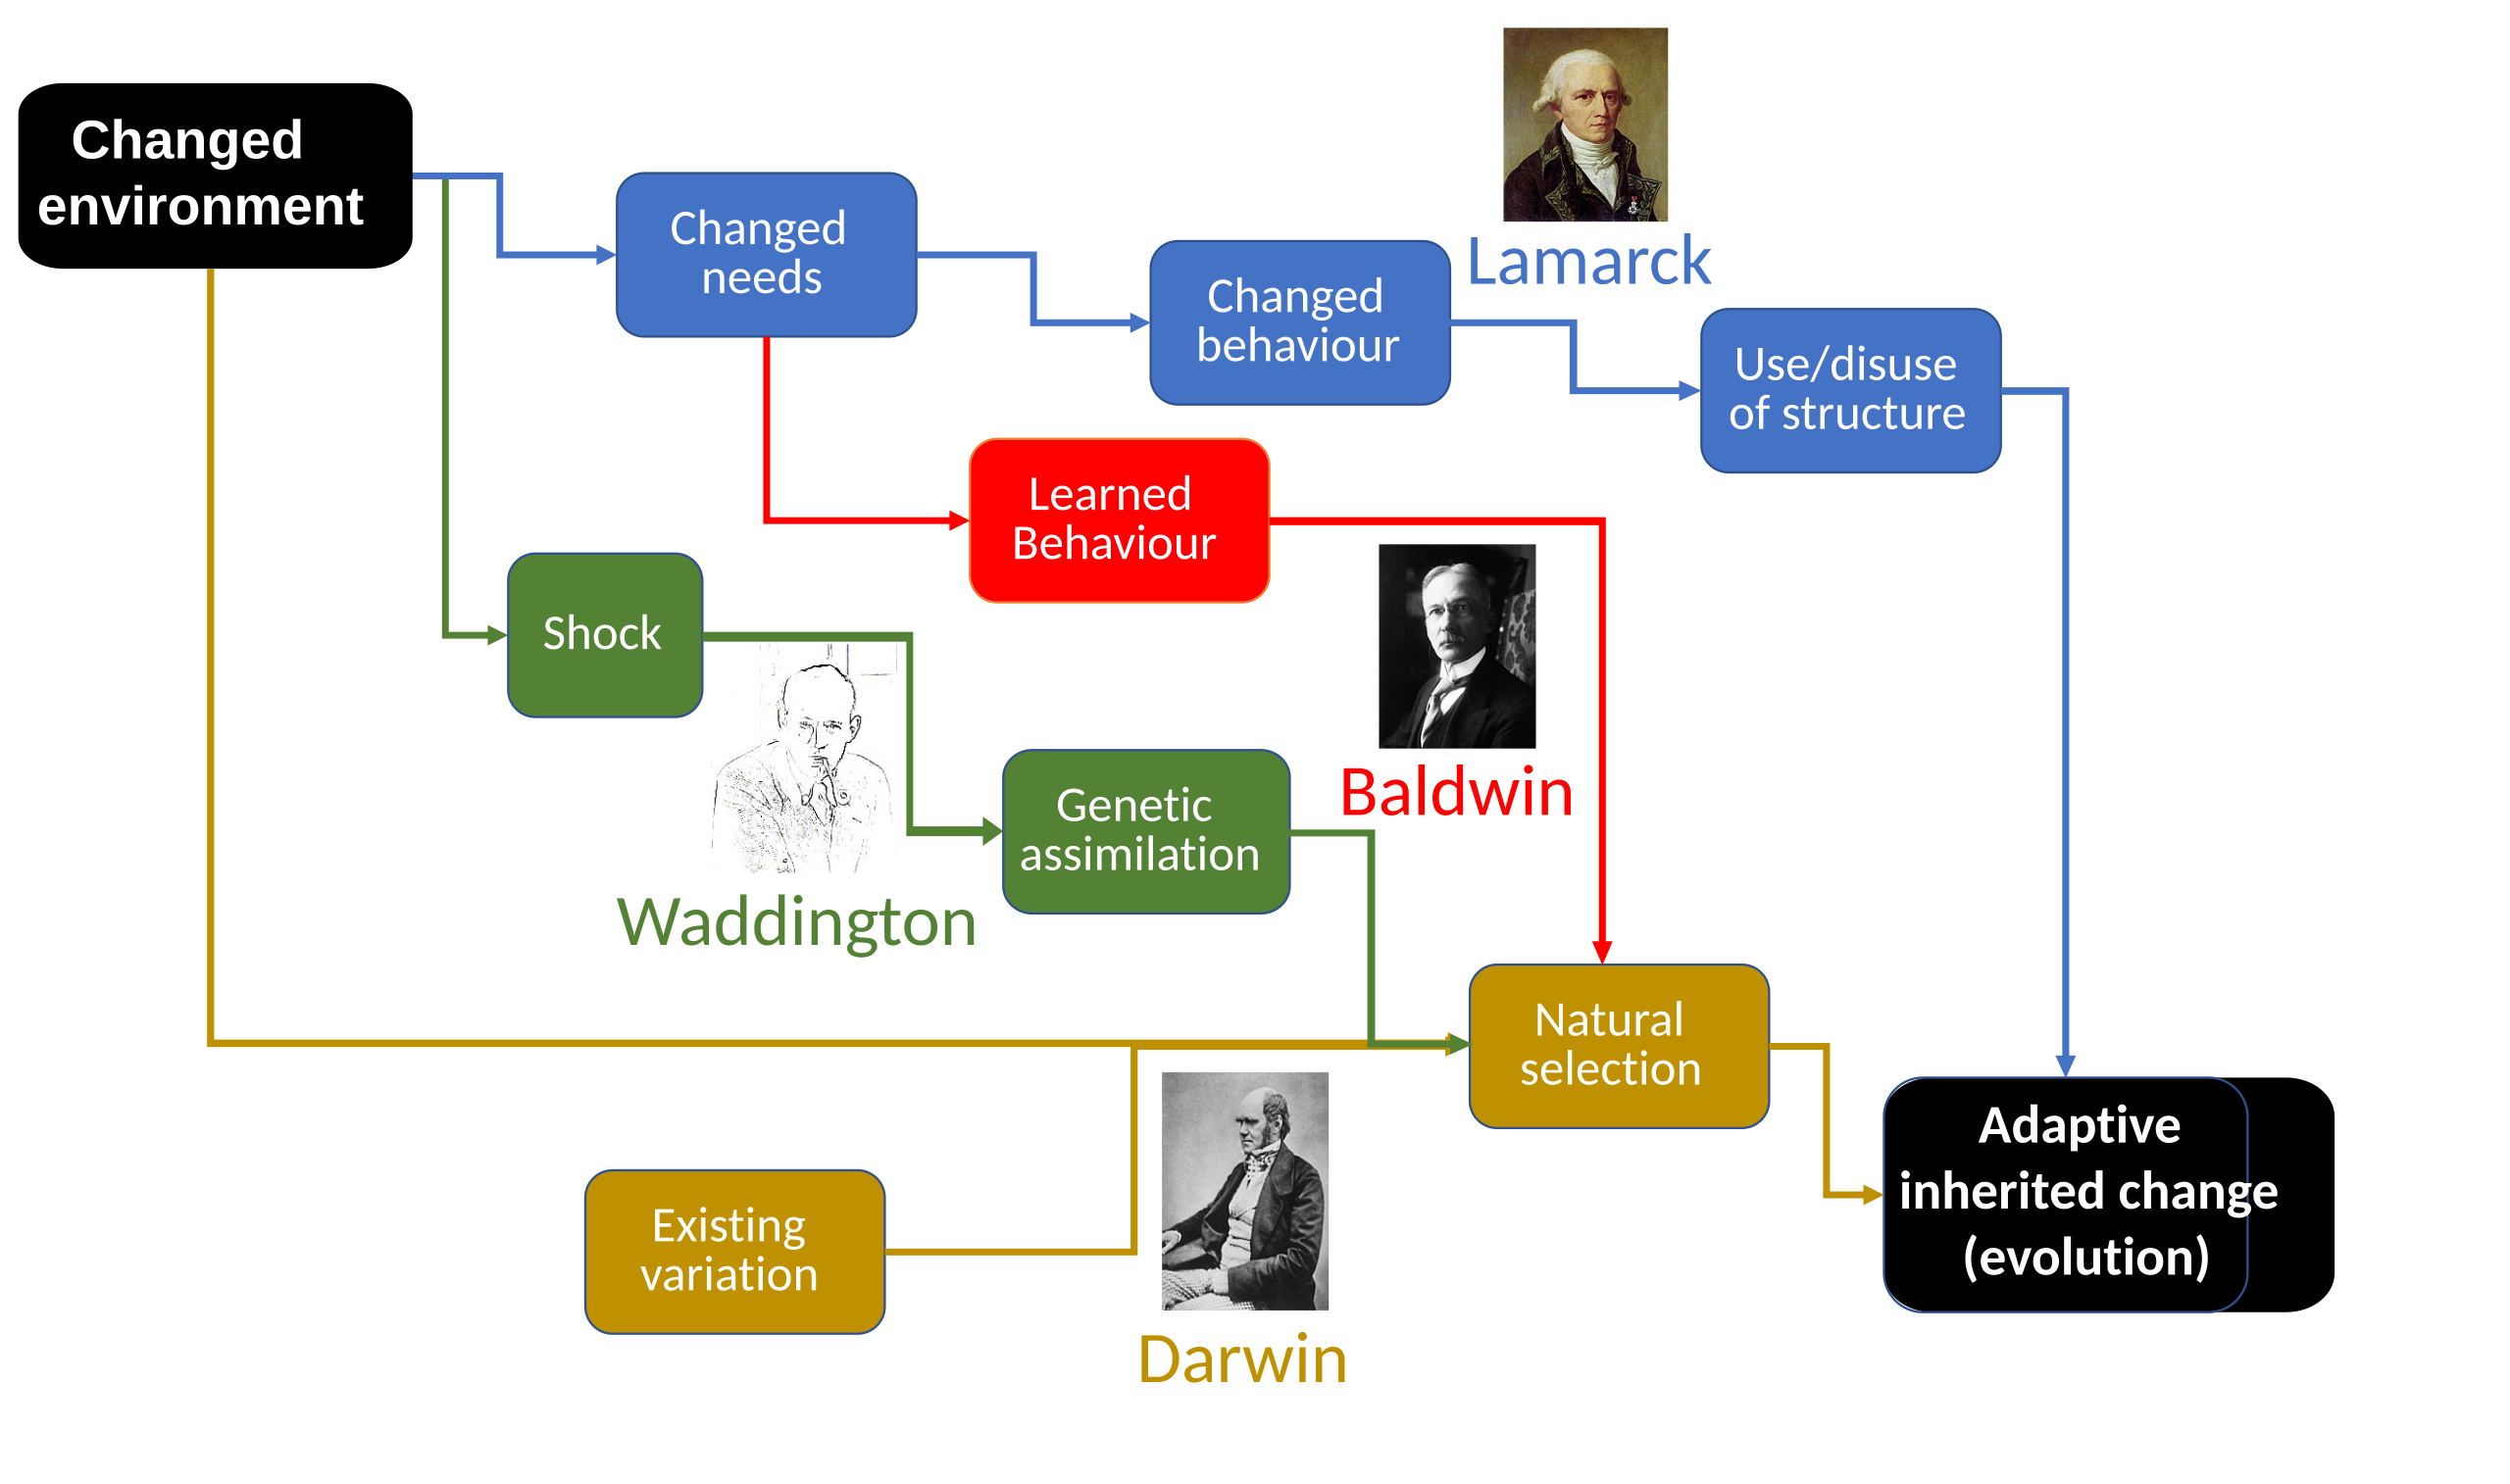 Changed
environment
Changed
needs
Changed
behaviour
Lamarck
Use/disuse
of structure
Learned
Behaviour
Shock
Baldwin
Genetic
assimilation
Waddington
Natural
selection
Existing
variation
Darwin
Adaptive
inherited change
(evolution)